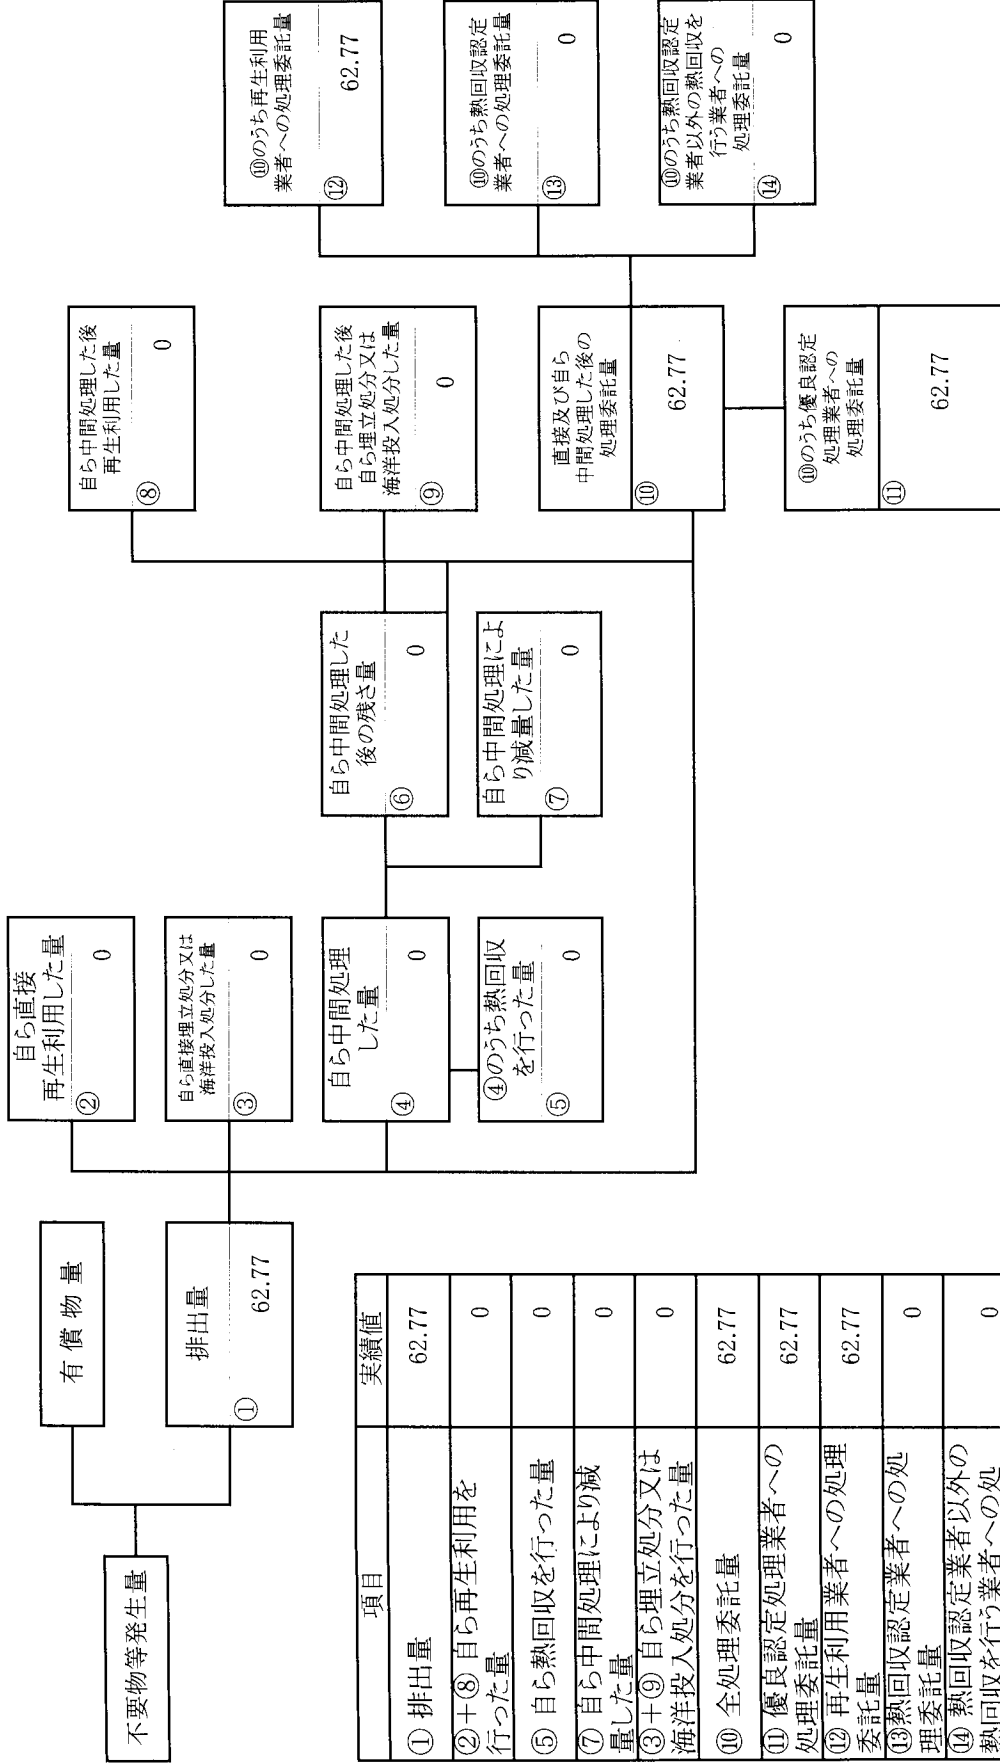 不要物等発生量
有償物量
排出量
①
62.77
自ら直接
再生利用した量
②
0
自ら直接埋立処分又は
海洋投入処分した量
③
0
自ら中間処理
した量
④
0
④のうち熱回収
を行った量
⑤
0
自ら中間処理した
後の残さ量
⑥
0
自ら中間処理によ
り減量した量
⑦
0
自ら中間処理した後
再生利用した量
⑧
0
自ら中間処理した後
自ら埋立処分又は
海洋投入処分した量
⑨
0
直接及び自ら
中間処理した後の
処理委託量
⑩
62.77
⑩のうち優良認定
処理業者への
処理委託量
⑪
62.77
⑩のうち再生利用
業者への処理委託量
⑫
62.77
⑩のうち熱回収認定
業者への処理委託量
⑬
0
⑩のうち熱回収認定
業者以外の熱回収を
行う業者への
処理委託量
⑭
0
項目 実績値
① 排出量 62.77
②+⑧ 自ら再生利用を
行った量 0
⑤ 自ら熱回収を行った量 0
⑦ 自ら中間処理により減
量した量 0
③+⑨ 自ら埋立処分又は
海洋投入処分を行った量 0
⑩ 全処理委託量 62.77
⑪ 優良認定処理業者への
処理委託量 62.77
⑫ 再生利用業者への処理
委託量 62.77
⑬熱回収認定業者への処
理委託量 0
⑭ 熱回収認定業者以外の
熱回収を行う業者への処 0